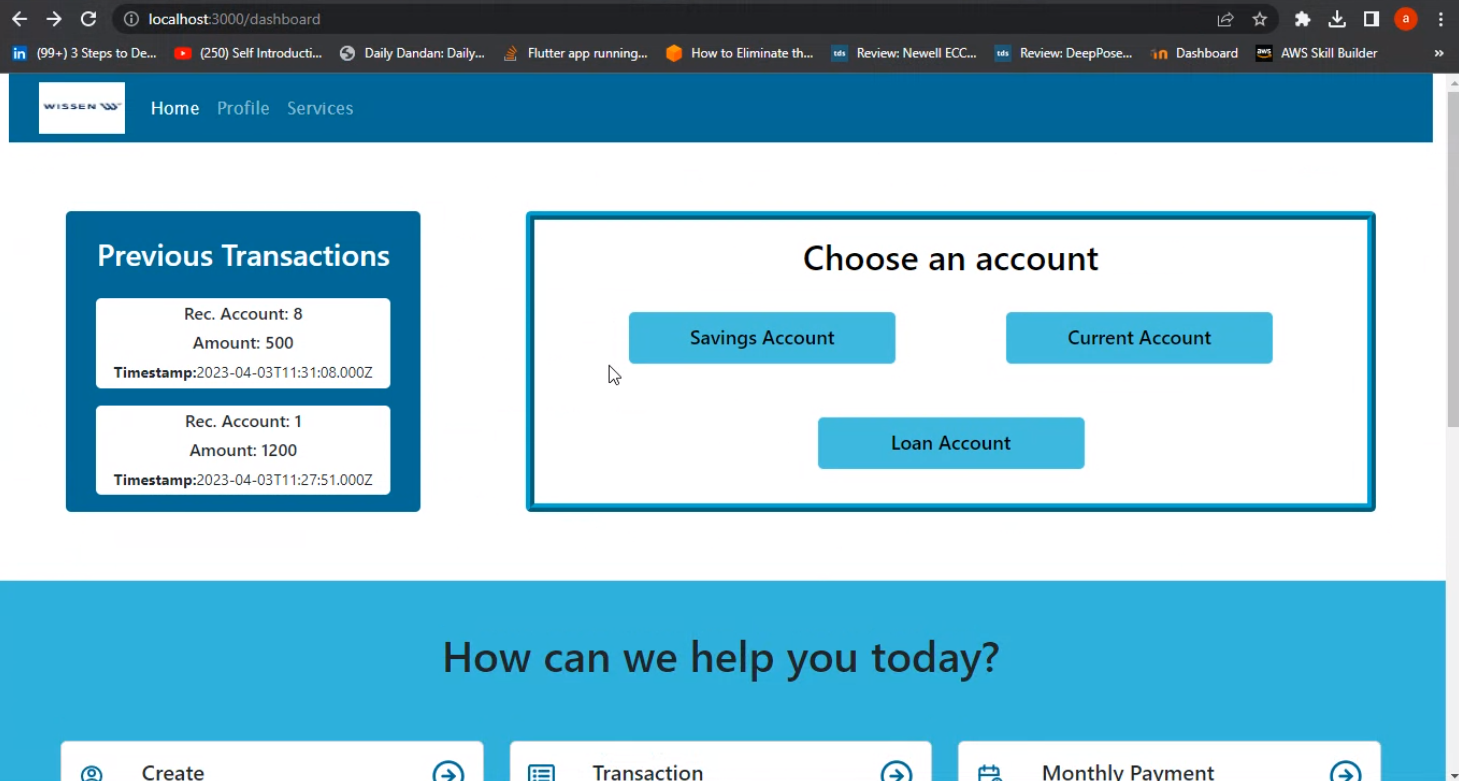 localhost:3000/dashboard
a
in (99+) 3 Steps to De... (250) Self Introducti... Daily Dandan: Daily... Flutter app running... How to Eliminate th... tds Review: Newell ECC... tds Review: DeepPose... Dashboard aws AWS Skill Builder »
WISSEN Home Profile Services
Previous Transactions
Rec. Account: 8
Amount: 500
Timestamp:2023-04-03T11:31:08.000Z
Rec. Account: 1
Amount: 1200
Timestamp:2023-04-03T11:27:51.000Z
Choose an account
Savings Account Current Account
Loan Account
How can we help you today?
Create Transaction Monthly Payment